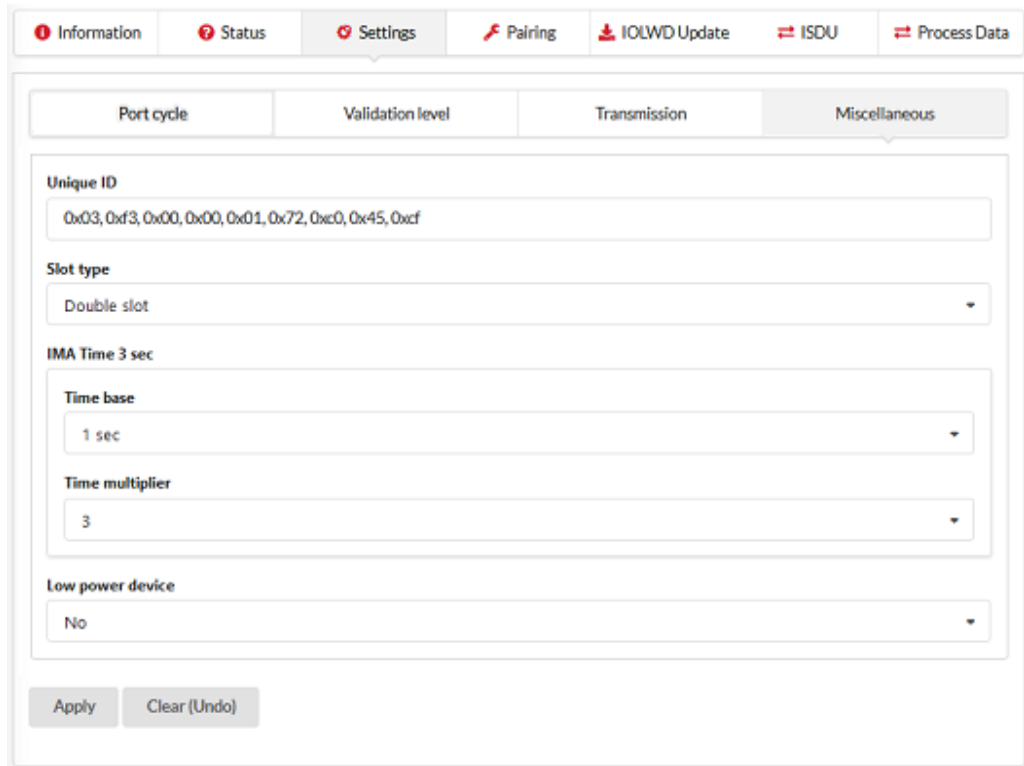 Information Status Settings Pairing IOLWD Update ISDU Process Data
Port cycle Validation level Transmission Miscellaneous
Unique ID
0x03, 0xf3, 0x00, 0x00, 0x01, 0x72, 0xc0, 0x45, 0xcf
Slot type
Double slot
IMA Time 3 sec
Time base
1 sec
Time multiplier
3
Low power device
No
Apply Clear (Undo)